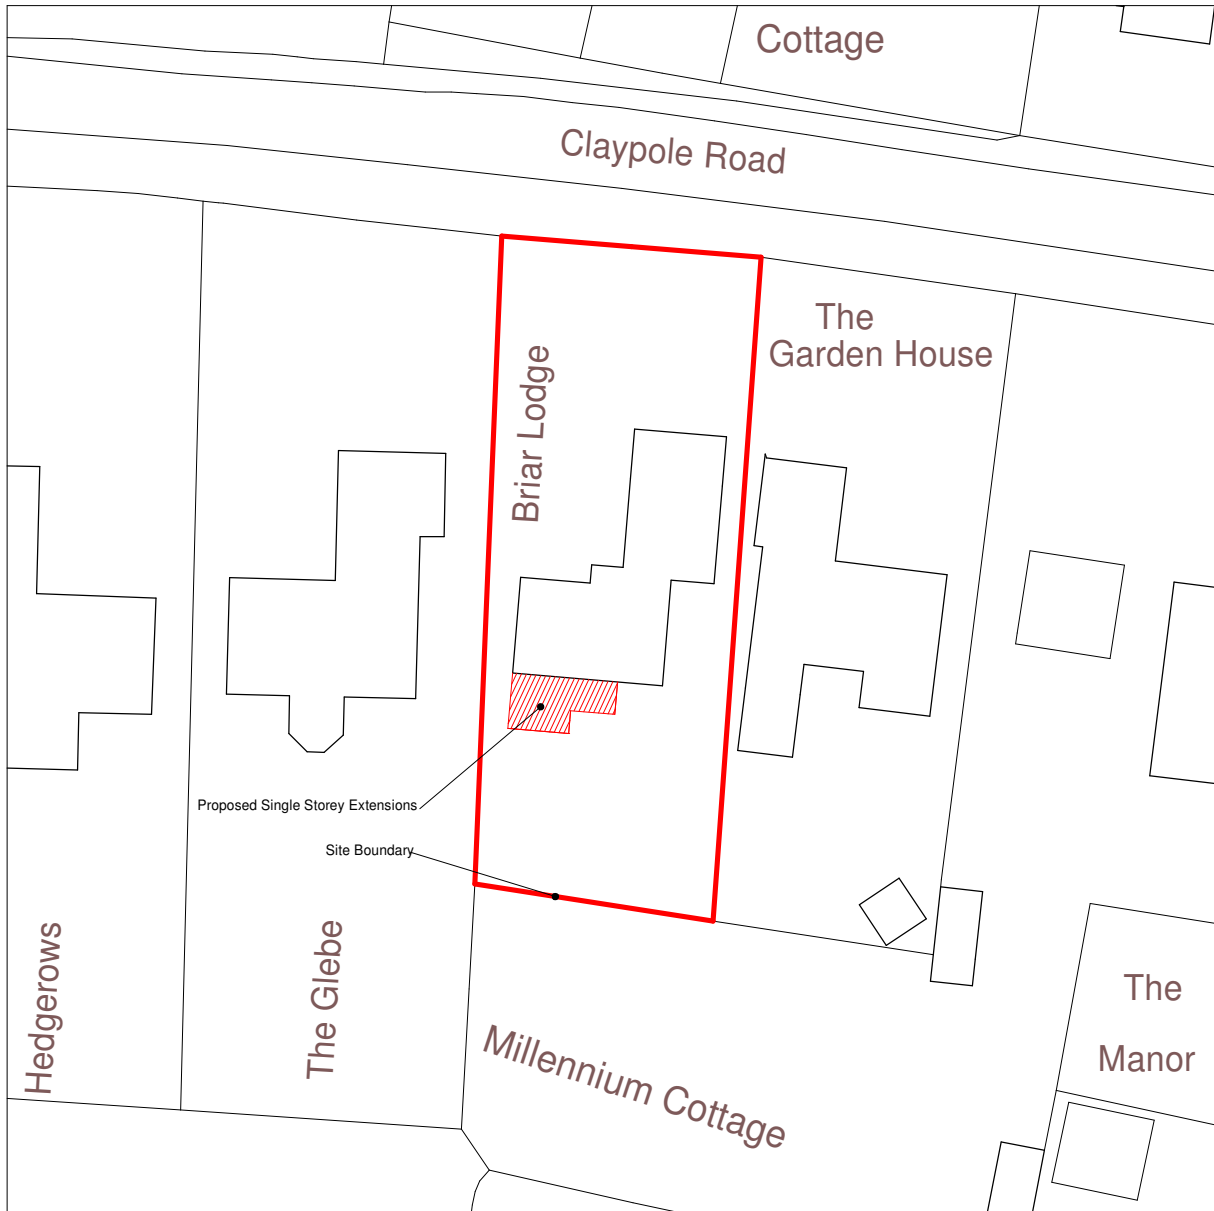 Cottage
Claypole Road
The
Garden House
Briar Lodge
Proposed Single Storey Extensions
Site Boundary
Hedgerows
The Glebe
Millennium Cottage
The
Manor